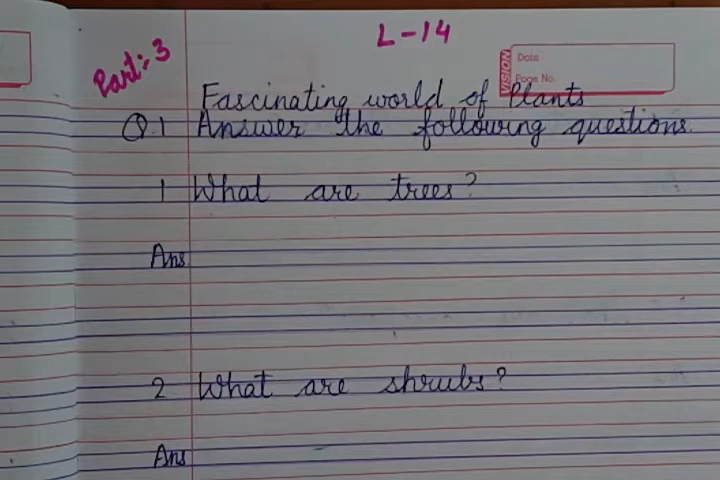 L-14
Part:-3
VISION
Date
Page No.
Fascinating world of Plants
Q.1 Answer the following questions.
1 What are trees?
Ans
2 What are shrubs?
Ans